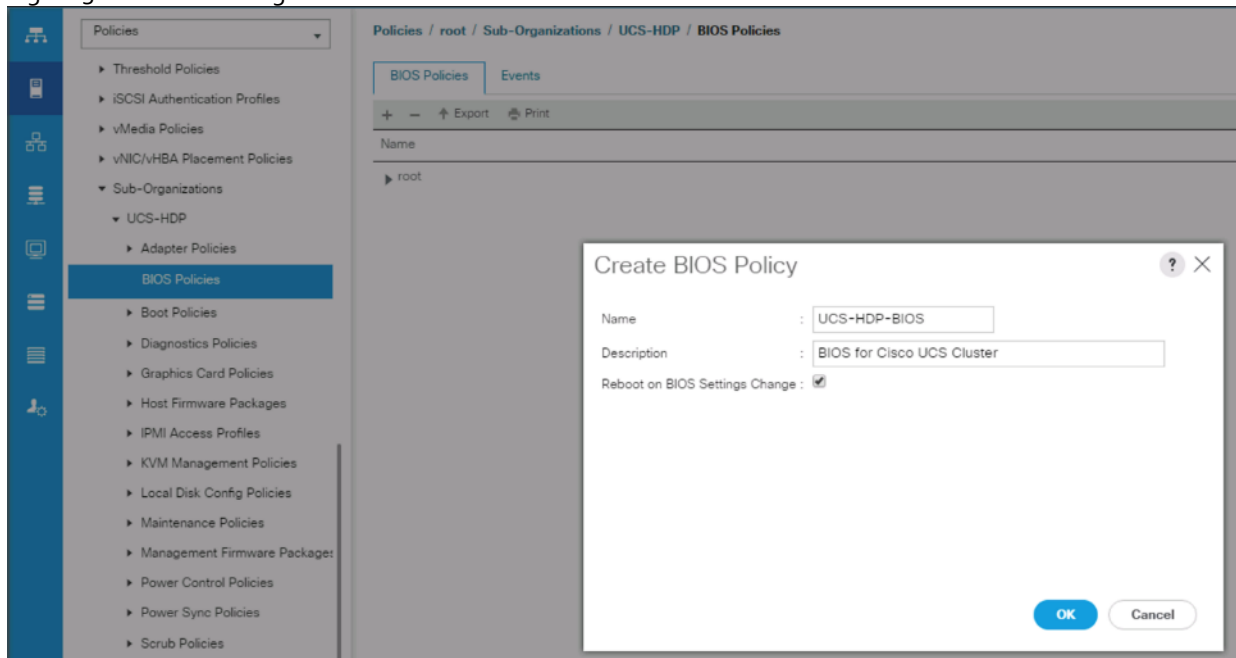 Policies
Threshold Policies
iSCSI Authentication Profiles
vMedia Policies
vNIC/vHBA Placement Policies
Sub-Organizations
UCS-HDP
Adapter Policies
BIOS Policies
Boot Policies
Diagnostics Policies
Graphics Card Policies
Host Firmware Packages
IPMI Access Profiles
KVM Management Policies
Local Disk Config Policies
Maintenance Policies
Management Firmware Packages
Power Control Policies
Power Sync Policies
Scrub Policies
Policies / root / Sub-Organizations / UCS-HDP / BIOS Policies
BIOS Policies Events
+ − Export Print
Name
root
Create BIOS Policy ? ×
Name : UCS-HDP-BIOS
Description : BIOS for Cisco UCS Cluster
Reboot on BIOS Settings Change :
OK Cancel